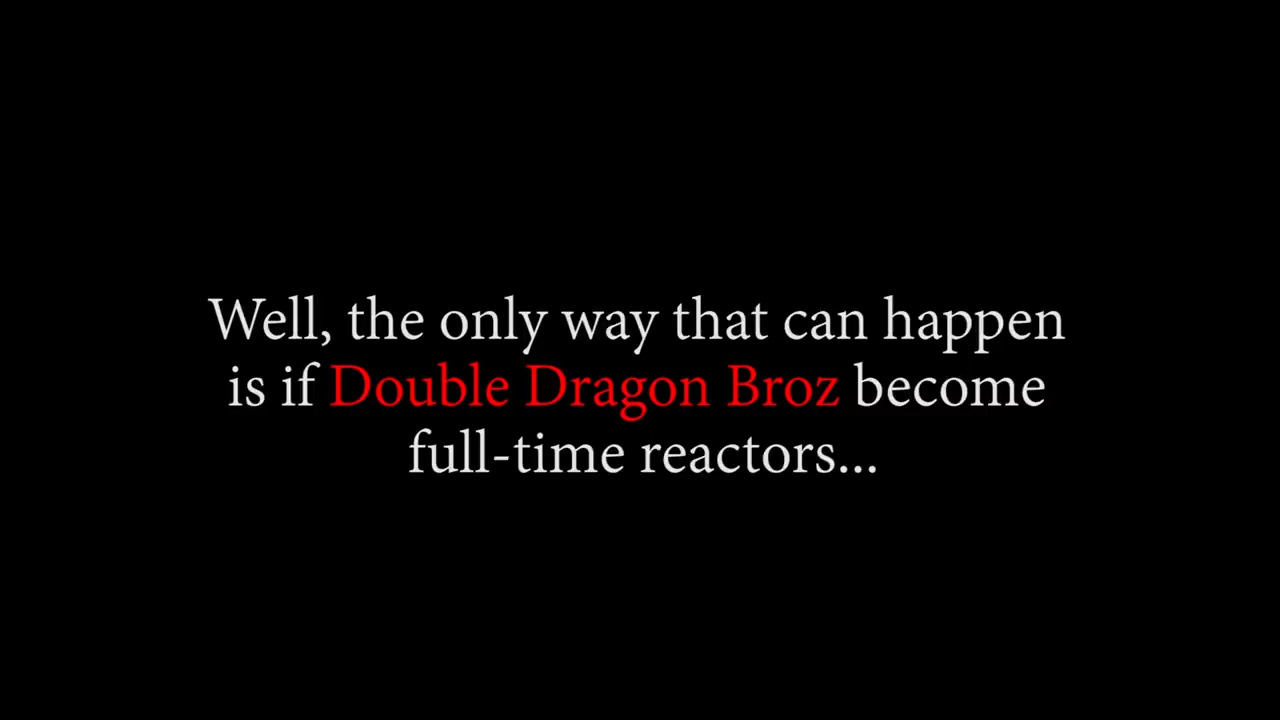 Well, the only way that can happen
is if Double Dragon Broz become
full-time reactors...